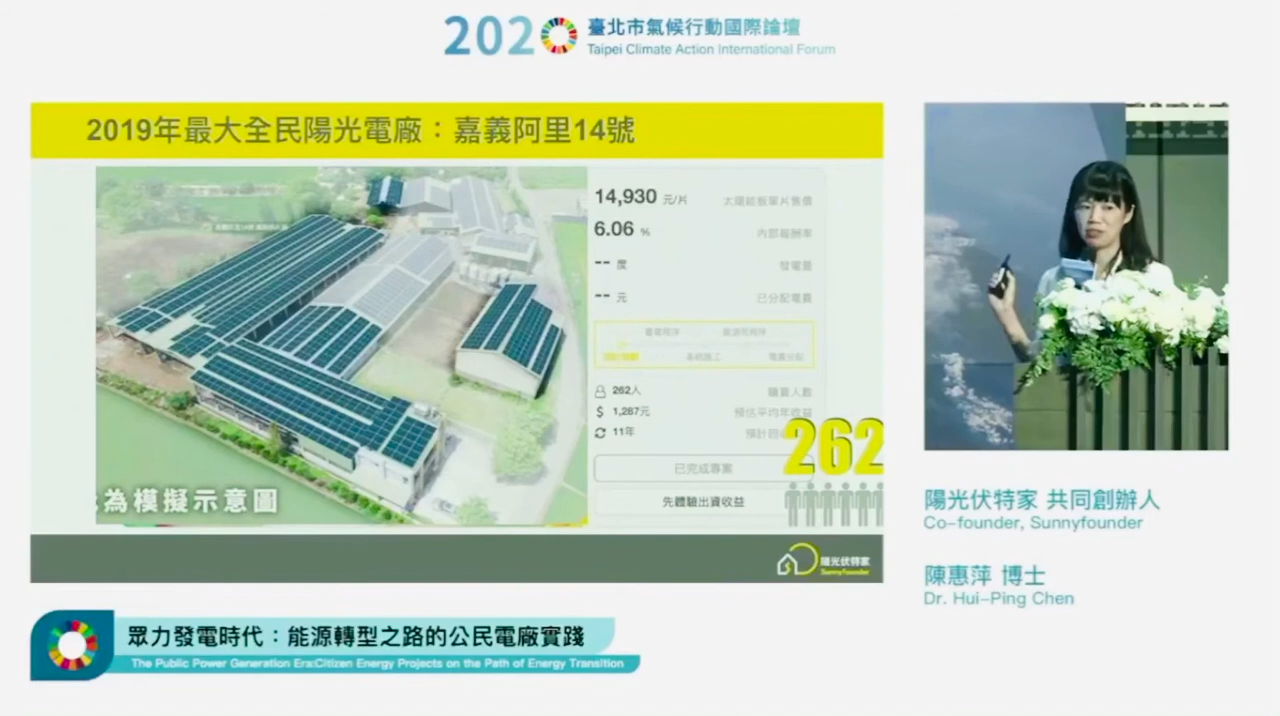 202
臺北市氣候行動國際論壇
Taipei Climate Action International Forum
2019年最大全民陽光電廠：嘉義阿里14號
14,930 元/片 太陽能板單片售價
6.06 % 內部報酬率
-- 度 發電量
-- 元 已分配電費
262人 購買人數
$ 1,287元 預估平均年收益
11年 預計回
262
已完成專案
先體驗出資收益
為模擬示意圖
陽光伏特家
Sunnyfounder
陽光伏特家 共同創辦人
Co-founder, Sunnyfounder
陳惠萍 博士
Dr. Hui-Ping Chen
眾力發電時代：能源轉型之路的公民電廠實踐
The Public Power Generation Era:Citizen Energy Projects on the Path of Energy Transition